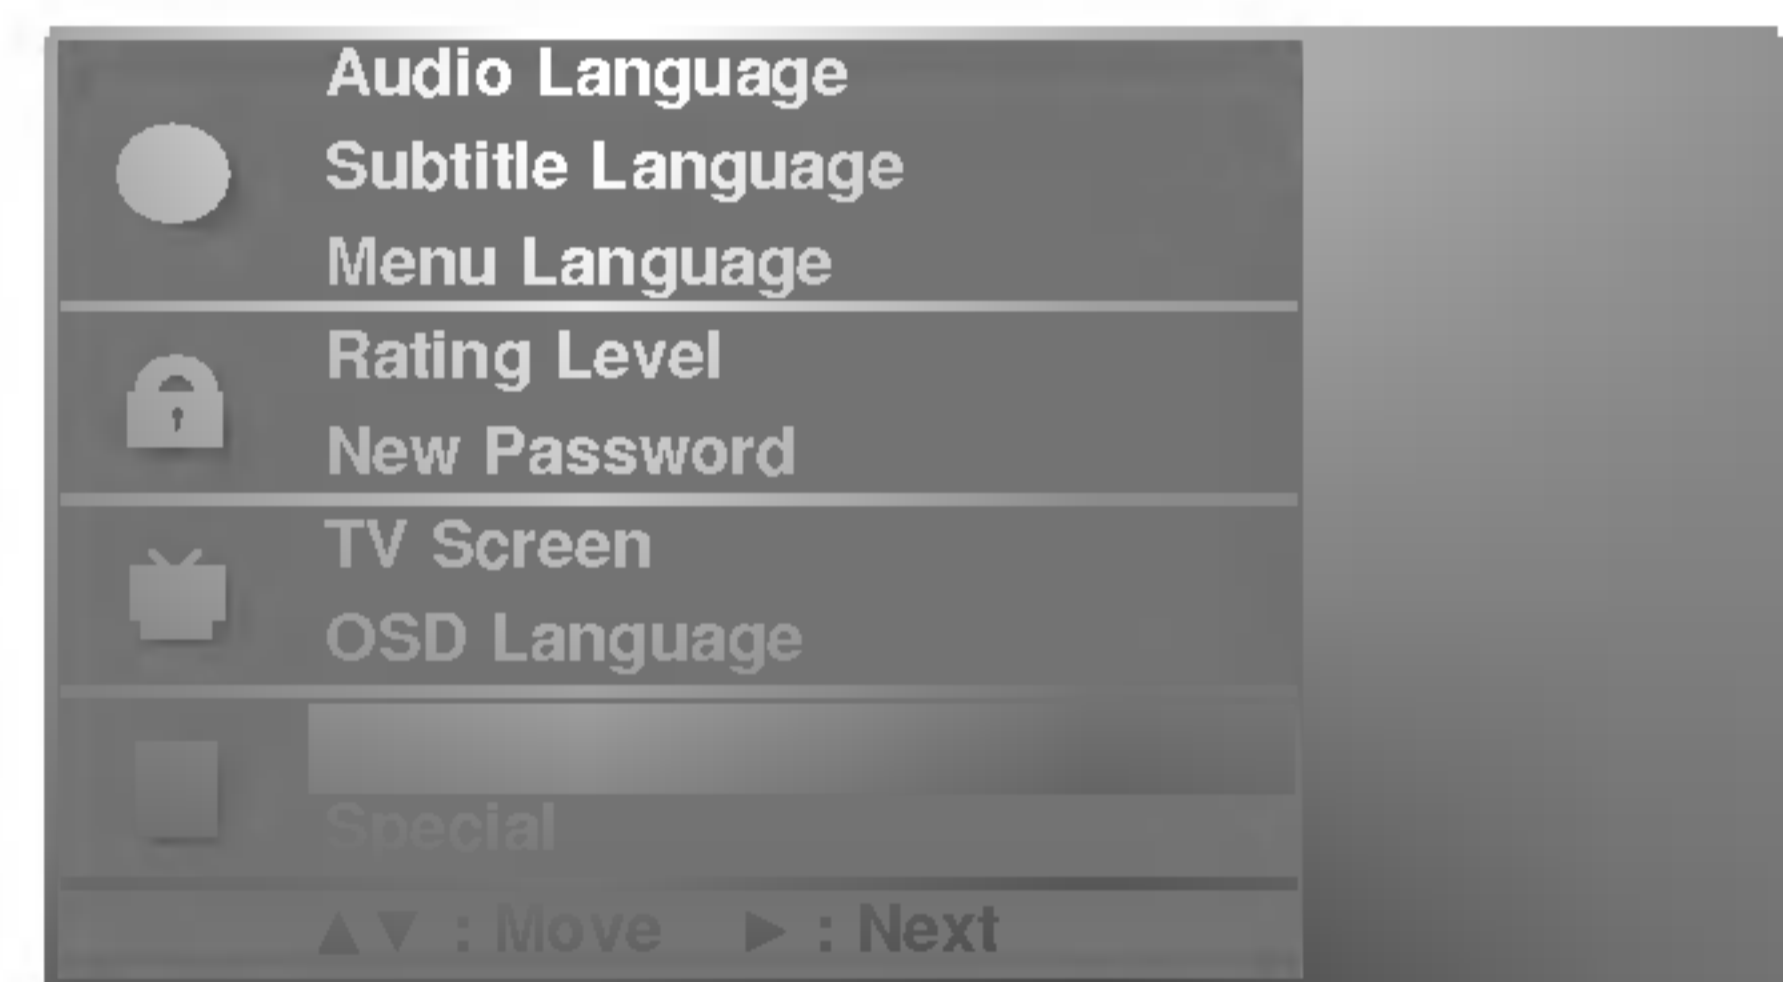 Audio Language
Subtitle Language
Menu Language
Rating Level
New Password
TV Screen
OSD Language
Special
▲▼ : Move ▶ : Next